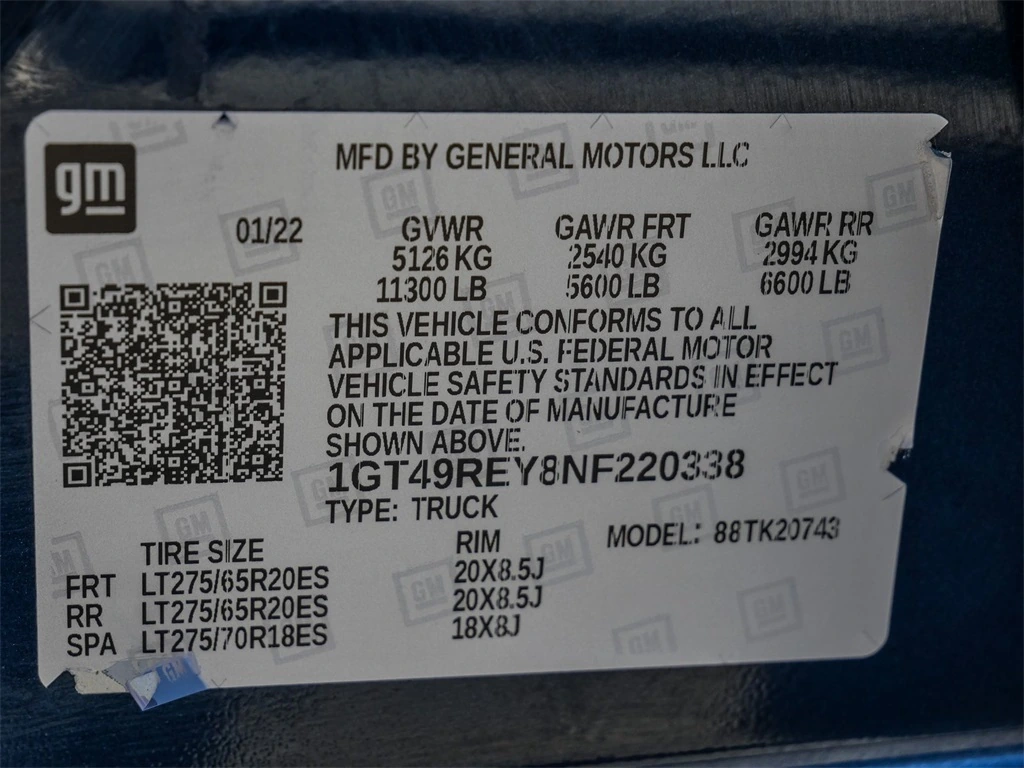 gm
MFD BY GENERAL MOTORS LLC
01/22 GVWR GAWR FRT GAWR RR
5126 KG 2540 KG 2994 KG
11300 LB 5600 LB 6600 LB
THIS VEHICLE CONFORMS TO ALL
APPLICABLE U.S. FEDERAL MOTOR
VEHICLE SAFETY STANDARDS IN EFFECT
ON THE DATE OF MANUFACTURE
SHOWN ABOVE.
1GT49REY8NF220338
TYPE: TRUCK
TIRE SIZE RIM MODEL: 88TK20743
FRT LT275/65R20ES 20X8.5J
RR LT275/65R20ES 20X8.5J
SPA LT275/70R18ES 18X8J